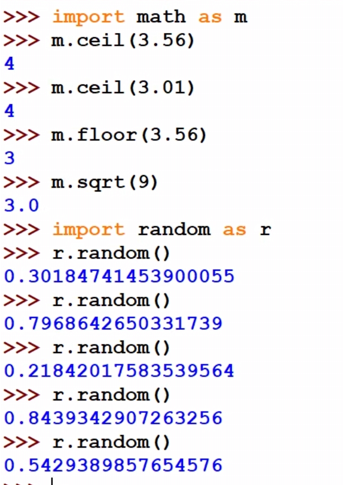 >>> import math as m
>>> m.ceil(3.56)
4
>>> m.ceil(3.01)
4
>>> m.floor(3.56)
3
>>> m.sqrt(9)
3.0
>>> import random as r
>>> r.random()
0.30184741453900055
>>> r.random()
0.7968642650331739
>>> r.random()
0.21842017583539564
>>> r.random()
0.8439342907263256
>>> r.random()
0.5429389857654576
>>>